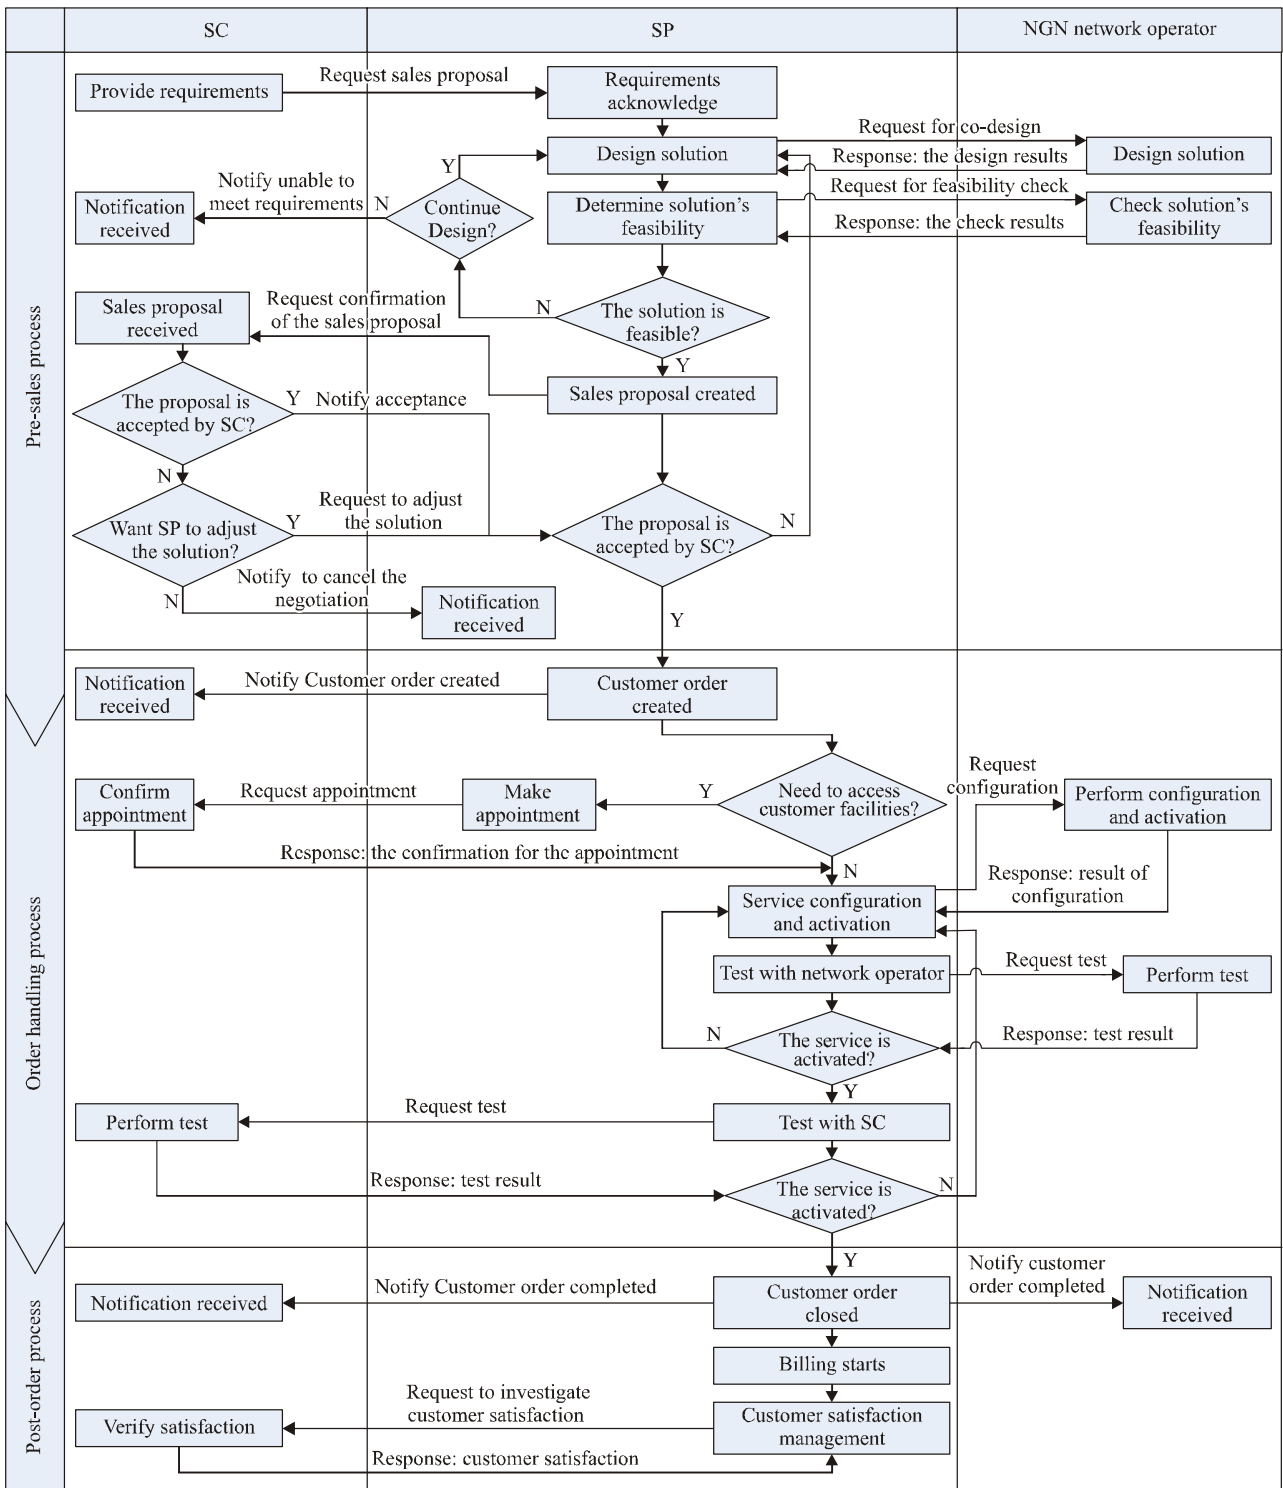 SC
SP
NGN network operator
Pre-sales process
Provide requirements
Request sales proposal
Requirements
acknowledge
Request for co-design
Design solution
Response: the design results
Design solution
Y
Notify unable to
meet requirements
N
Notification
received
Continue
Design?
Determine solution's
feasibility
Request for feasibility check
Response: the check results
Check solution's
feasibility
Sales proposal
received
Request confirmation
of the sales proposal
N
The solution is
feasible?
Y
Sales proposal created
The proposal is
accepted by SC?
Y
Notify acceptance
N
Want SP to adjust
the solution?
Y
Request to adjust
the solution
The proposal is
accepted by SC?
N
N
Notify to cancel the
negotiation
Notification
received
Y
Order handling process
Notification
received
Notify Customer order created
Customer order
created
Confirm
appointment
Request appointment
Make
appointment
Y
Need to access
customer facilities?
Request
configuration
Perform configuration
and activation
Response: the confirmation for the appointment
N
Service configuration
and activation
Response: result of
configuration
Test with network operator
Request test
Perform test
N
The service is
activated?
Response: test result
Y
Perform test
Request test
Test with SC
Response: test result
The service is
activated?
N
Post-order process
Y
Notification received
Notify Customer order completed
Customer order
closed
Notify customer
order completed
Notification
received
Billing starts
Verify satisfaction
Request to investigate
customer satisfaction
Customer satisfaction
management
Response: customer satisfaction